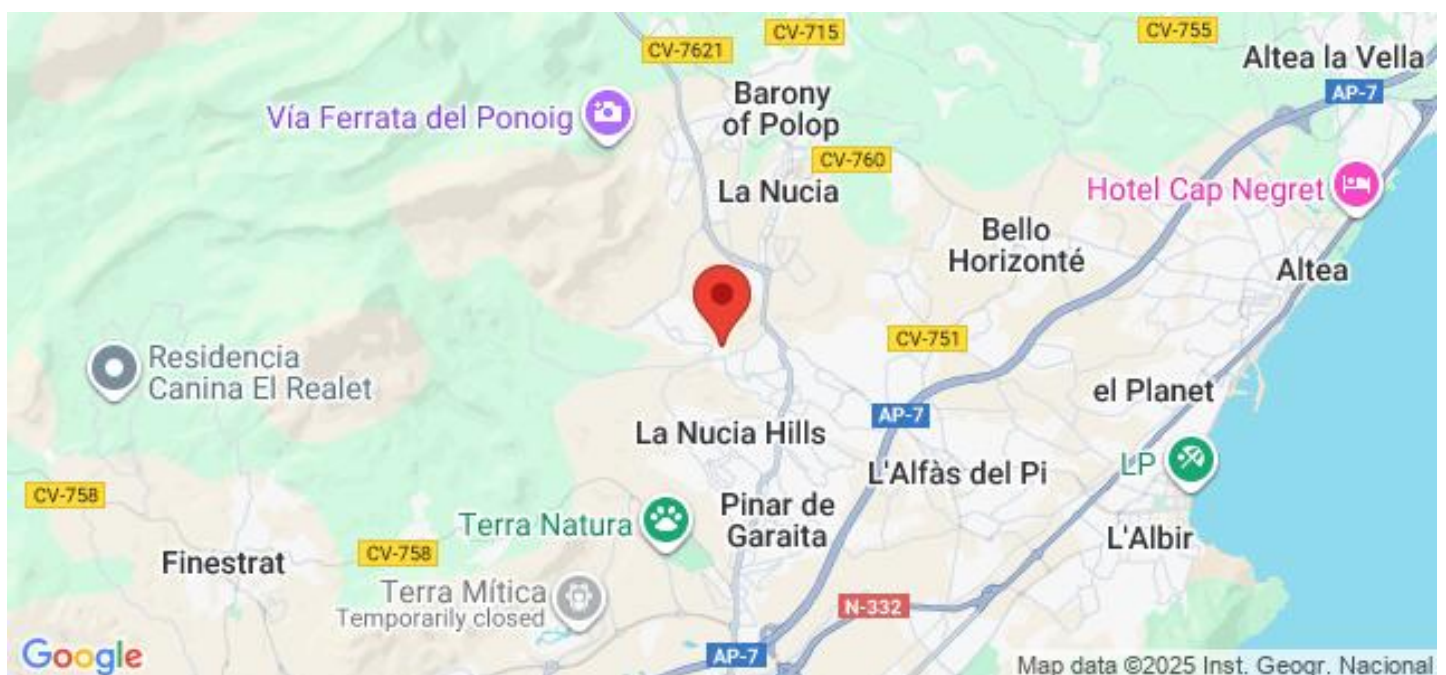 CV-715
CV-755
CV-7621
Altea la Vella
AP-7
Barony
of Polop
Vía Ferrata del Ponoig
CV-760
La Nucia
Hotel Cap Negret
Bello
Horizonté
Altea
CV-751
Residencia
Canina El Realet
el Planet
AP-7
La Nucia Hills
LP
L'Alfàs del Pi
CV-758
Pinar de
Garaita
Terra Natura
L'Albir
CV-758
Finestrat
Terra Mítica
Temporarily closed
N-332
Google
AP-7
Map data ©2025 Inst. Geogr. Nacional